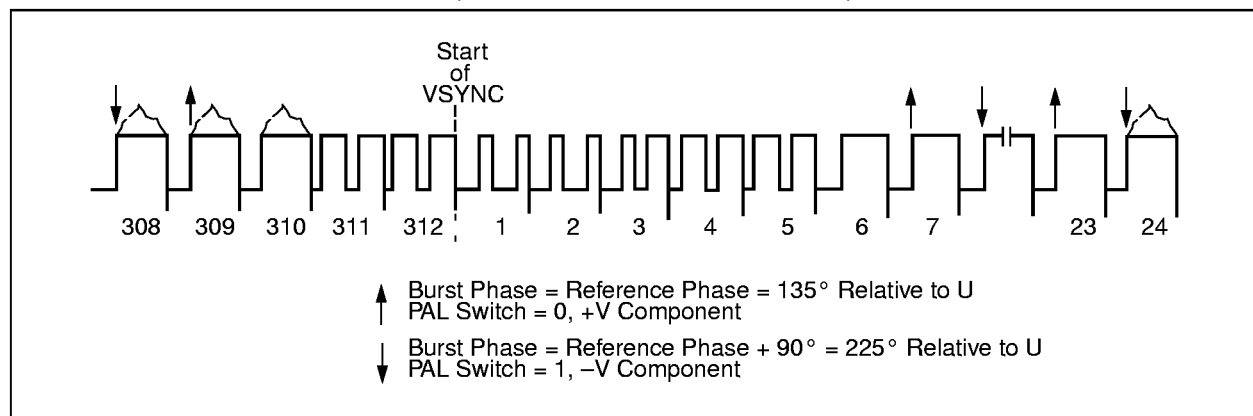 Start
of
VSYNC
308 309 310 311 312 1 2 3 4 5 6 7 23 24
Burst Phase = Reference Phase = 135° Relative to U
PAL Switch = 0, +V Component
Burst Phase = Reference Phase + 90° = 225° Relative to U
PAL Switch = 1, –V Component